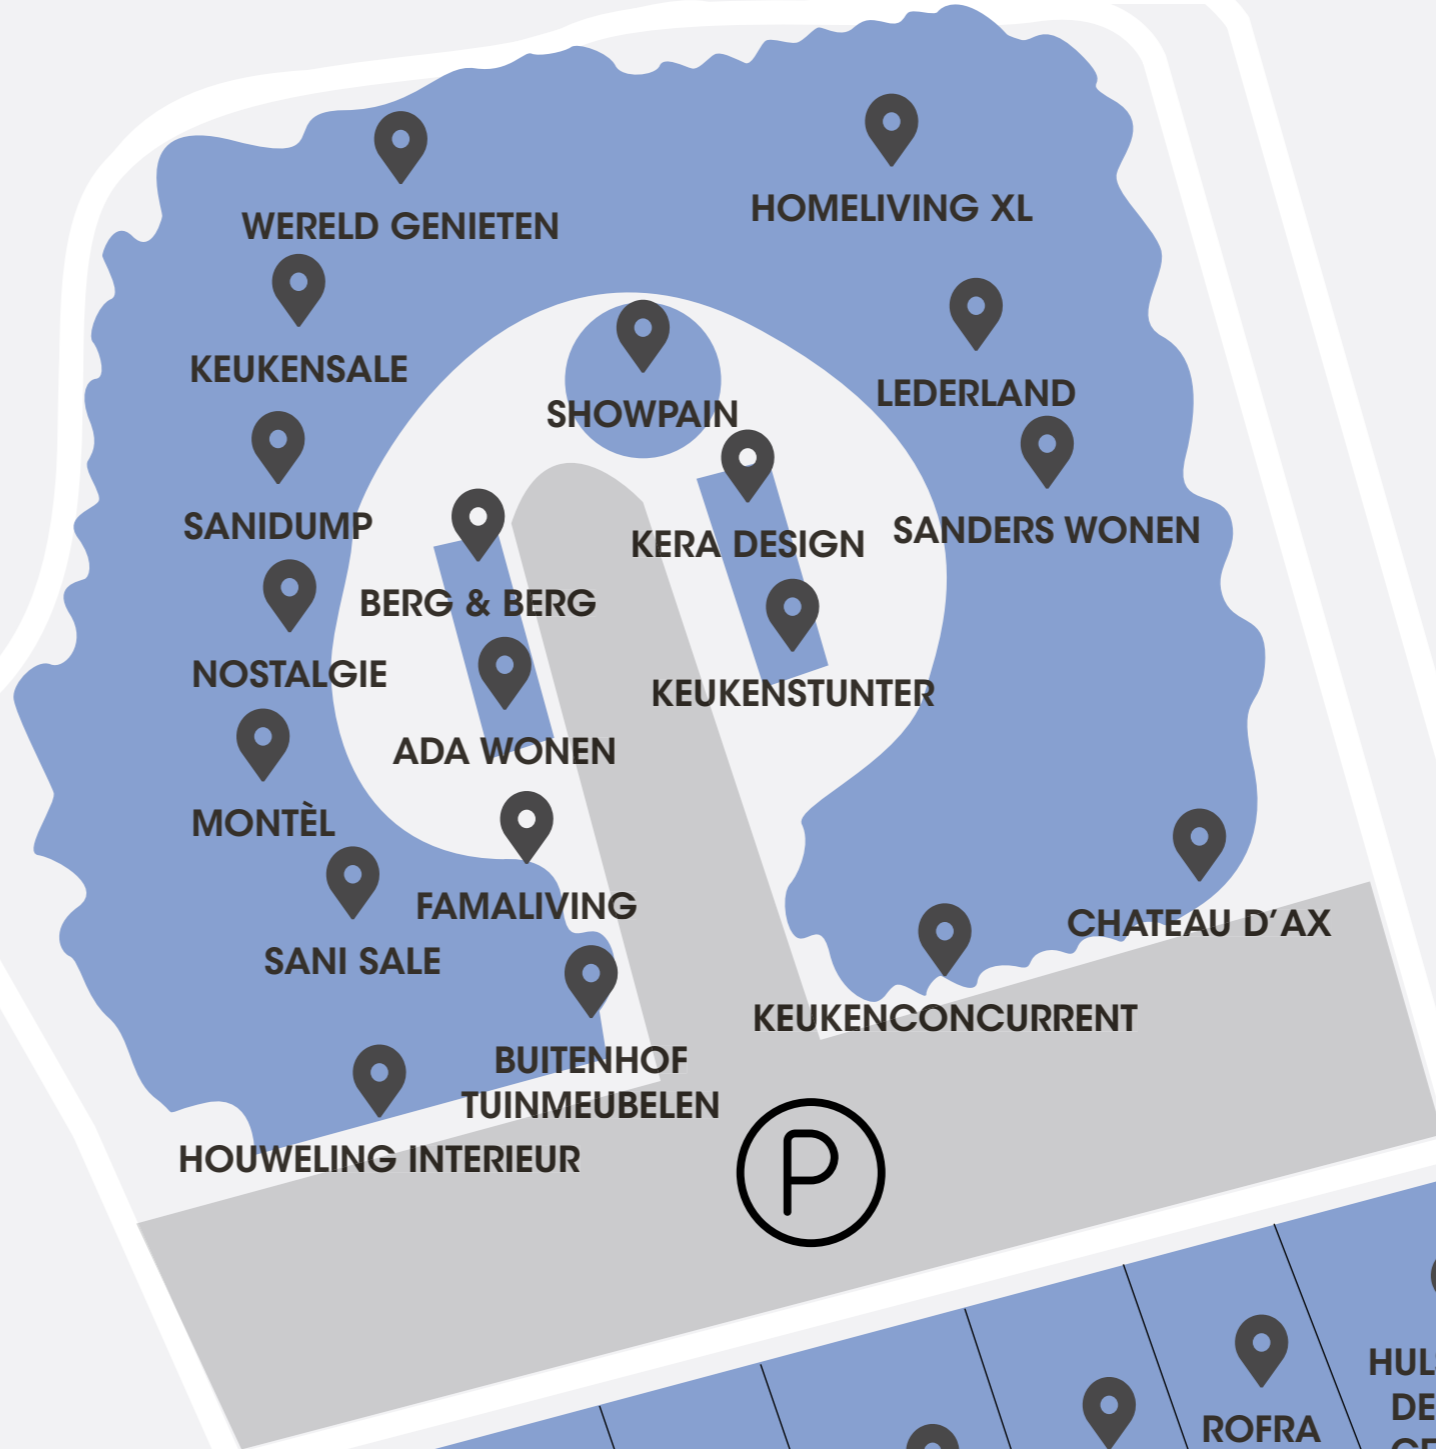 HOMELIVING XL
WERELD GENIETEN
KEUKENSALE
LEDERLAND
SHOWPAIN
SANIDUMP
SANDERS WONEN
KERA DESIGN
BERG & BERG
NOSTALGIE
KEUKENSTUNTER
ADA WONEN
MONTÈL
FAMALIVING
CHATEAU D'AX
SANI SALE
KEUKENCONCURRENT
BUITENHOF
TUINMEUBELEN
HOUWELING INTERIEUR
P
ROFRA